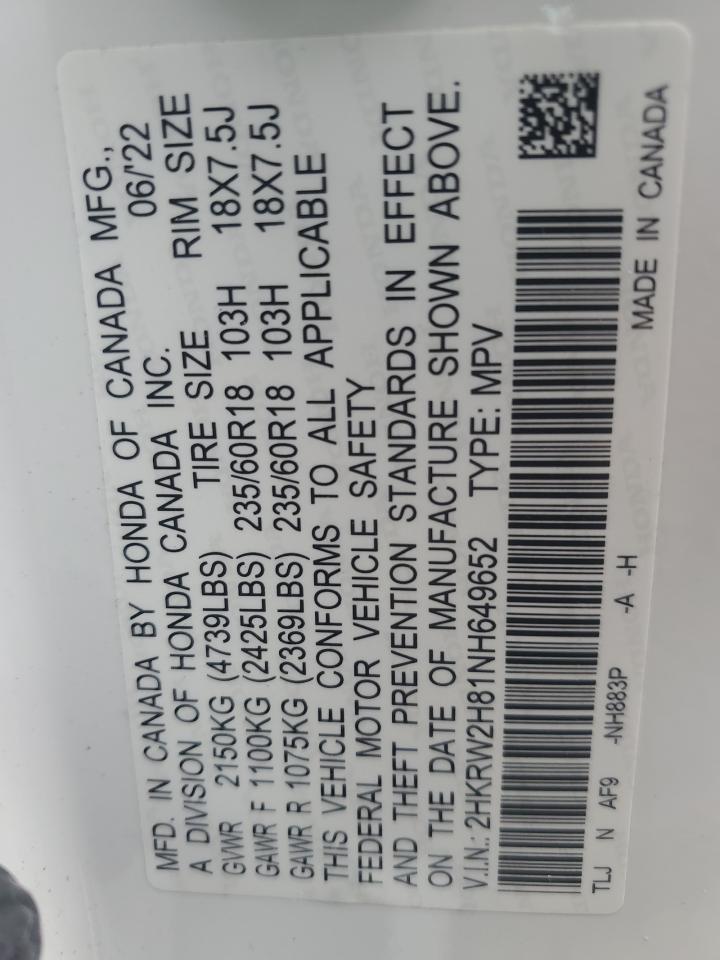 MFD. IN CANADA BY HONDA OF CANADA MFG.,
A DIVISION OF HONDA CANADA INC. 06/'22
GVWR 2150KG (4739LBS) TIRE SIZE RIM SIZE
GAWR F 1100KG (2425LBS) 235/60R18 103H 18X7.5J
GAWR R 1075KG (2369LBS) 235/60R18 103H 18X7.5J
THIS VEHICLE CONFORMS TO ALL APPLICABLE
FEDERAL MOTOR VEHICLE SAFETY
AND THEFT PREVENTION STANDARDS IN EFFECT
ON THE DATE OF MANUFACTURE SHOWN ABOVE.
V.I.N.: 2HKRW2H81NH649652 TYPE: MPV
TLJ N AF9 -NH883P -A -H MADE IN CANADA